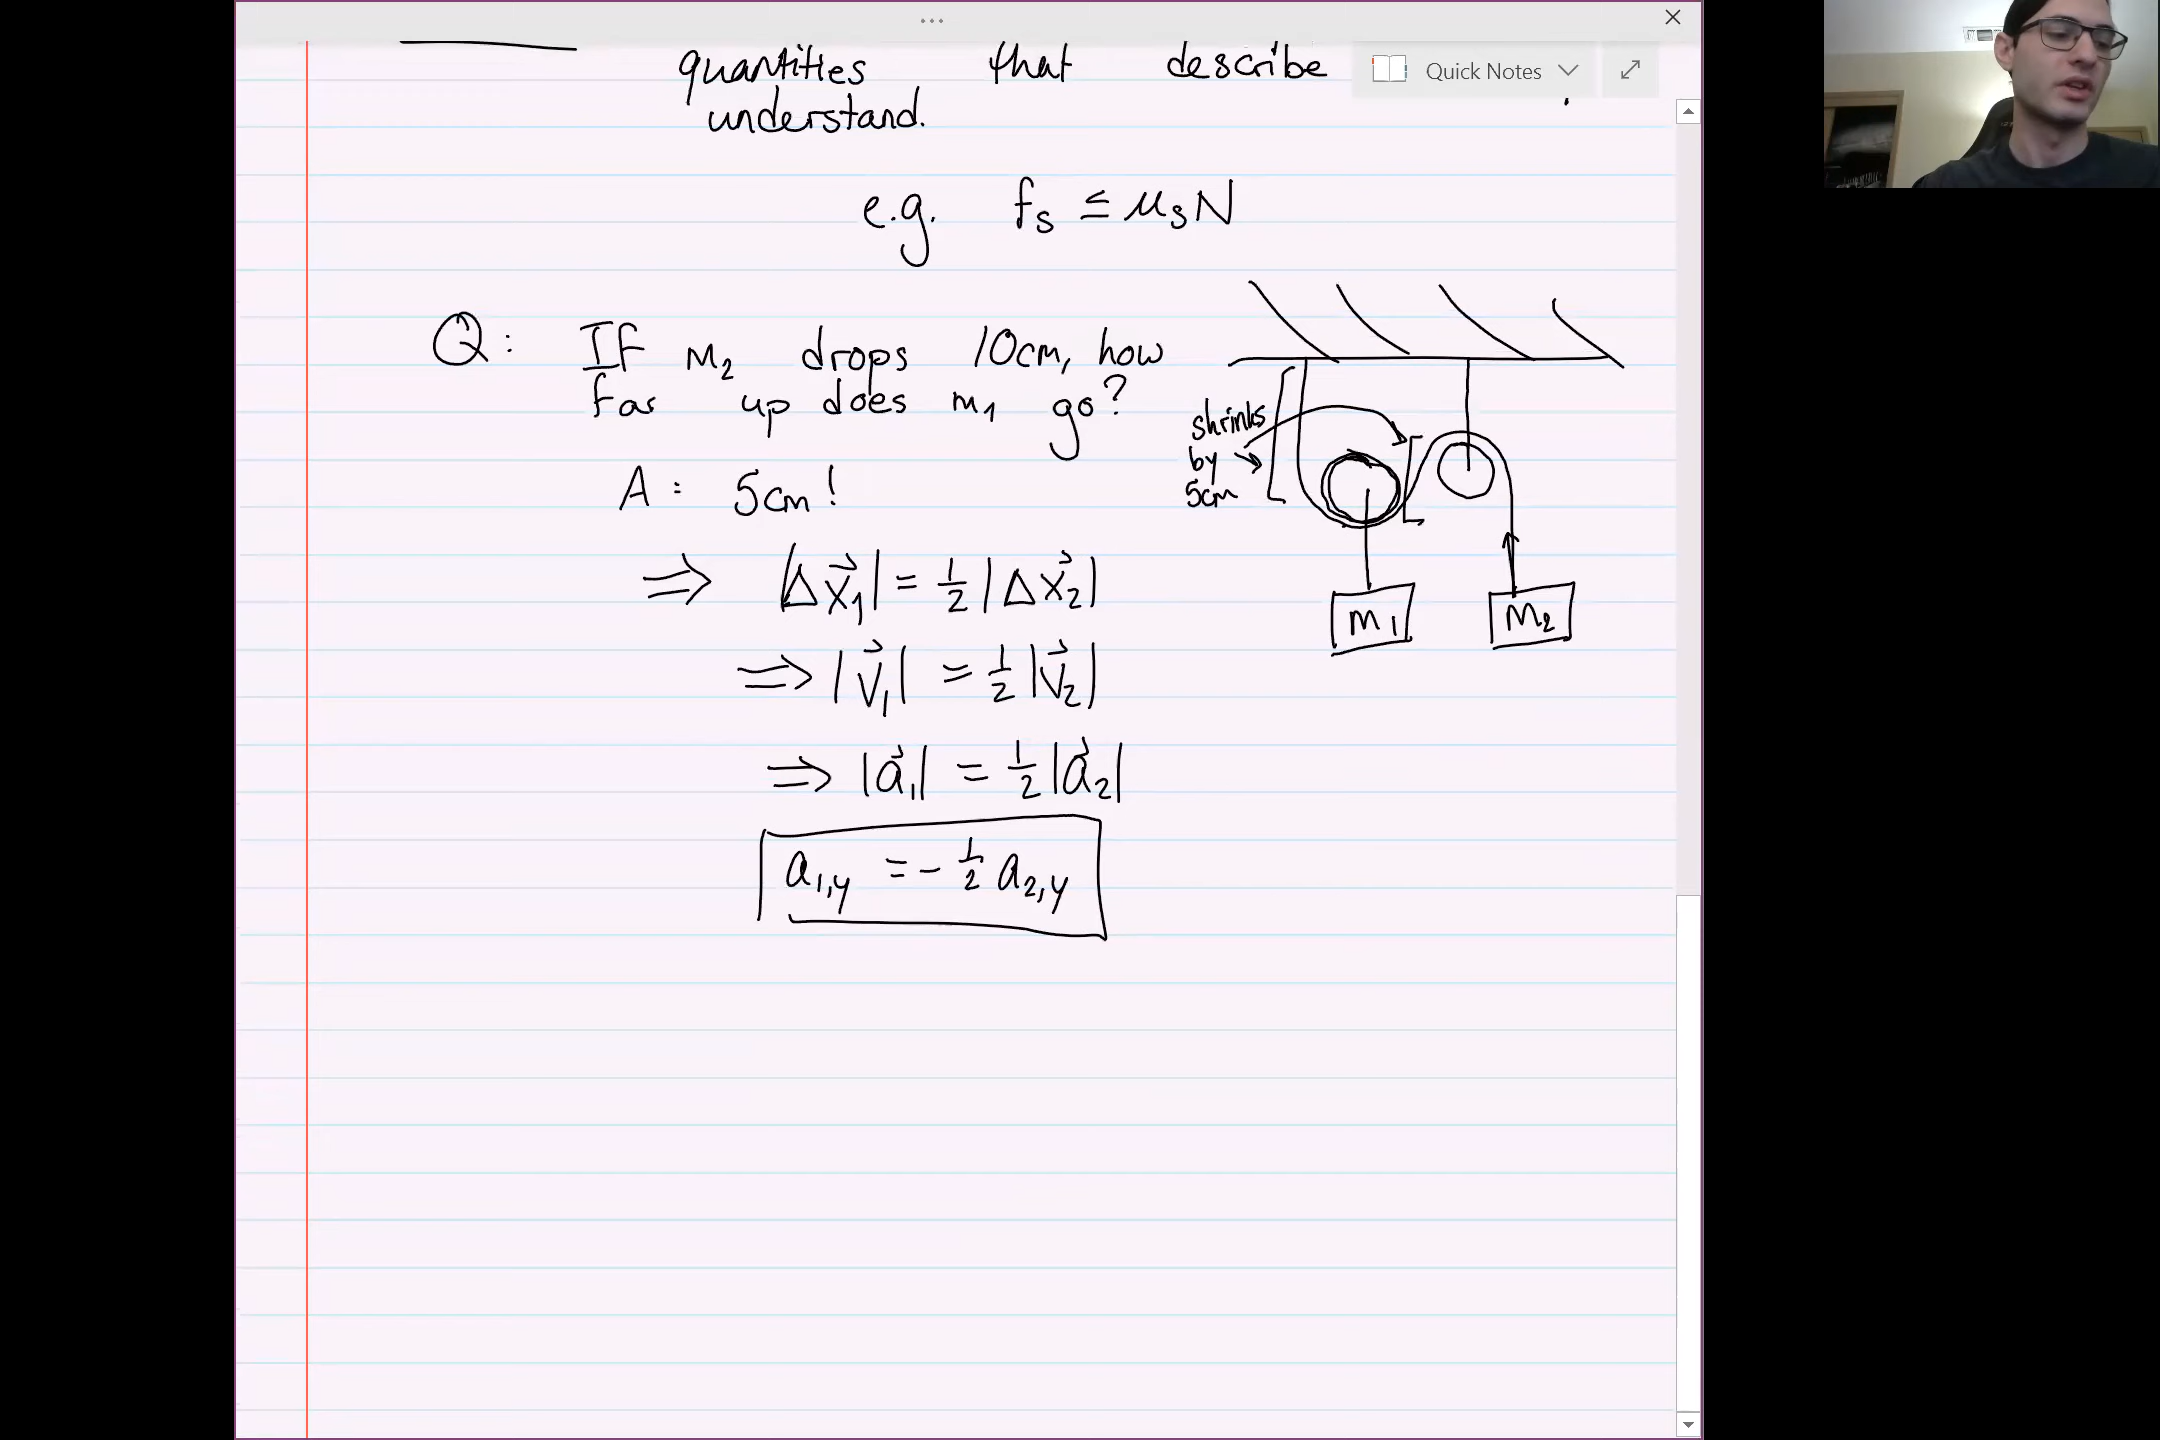 quantities that describe
Quick Notes
understand.
e.g. fₛ ≤ μₛN
Q: If m₂ drops 10cm, how
far up does m₁ go?
A: 5cm!
⇒ |Δx⃗₁| = ½ |Δx⃗₂|
⇒ |v⃗₁| = ½ |v⃗₂|
⇒ |a⃗₁| = ½ |a⃗₂|
a₁,y = -½ a₂,y
shrinks
by
5cm
m₁
m₂